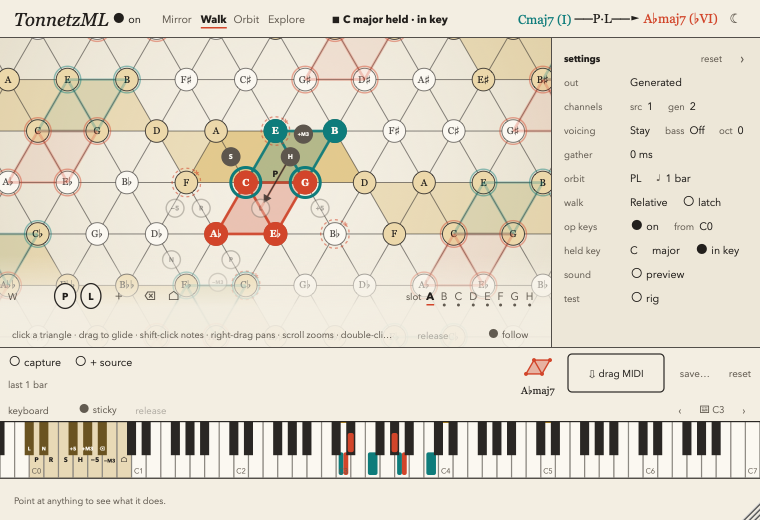 TonnetzML on Mirror Walk Orbit Explore C major held · in key Cmaj7 (I) P·L A♭maj7 (♭VI)
A E B F♯ C♯ G♯ D♯ A♯ E♯ B♯
C G D A E +M3 B F♯ C♯ G♯
S H
A♭ E♭ B♭ F C P G D A E B
+S R +S
C♭ G♭ D♭ A♭ E♭ B♭ F C G
N P
A♭ E♭ B♭ F♭ C♭ G♭ D♭ A♭ E♭ B♭
W P L + slot A B C D E F G H
click a triangle · drag to glide · shift-click notes · right-drag pans · scroll zooms · double-cli... release follow
settings reset ›
out Generated
channels src 1 gen 2
voicing Stay bass Off oct 0
gather 0 ms
orbit PL ♩ 1 bar
walk Relative latch
op keys on from C0
held key C major in key
sound preview
test rig
capture + source
last 1 bar
A♭maj7
⇩ drag MIDI save... reset
keyboard sticky release ‹ C3 ›
L N +S +M3
P R S H −S −M3
C0 C1 C2 C4 C5 C6 C7
Point at anything to see what it does.